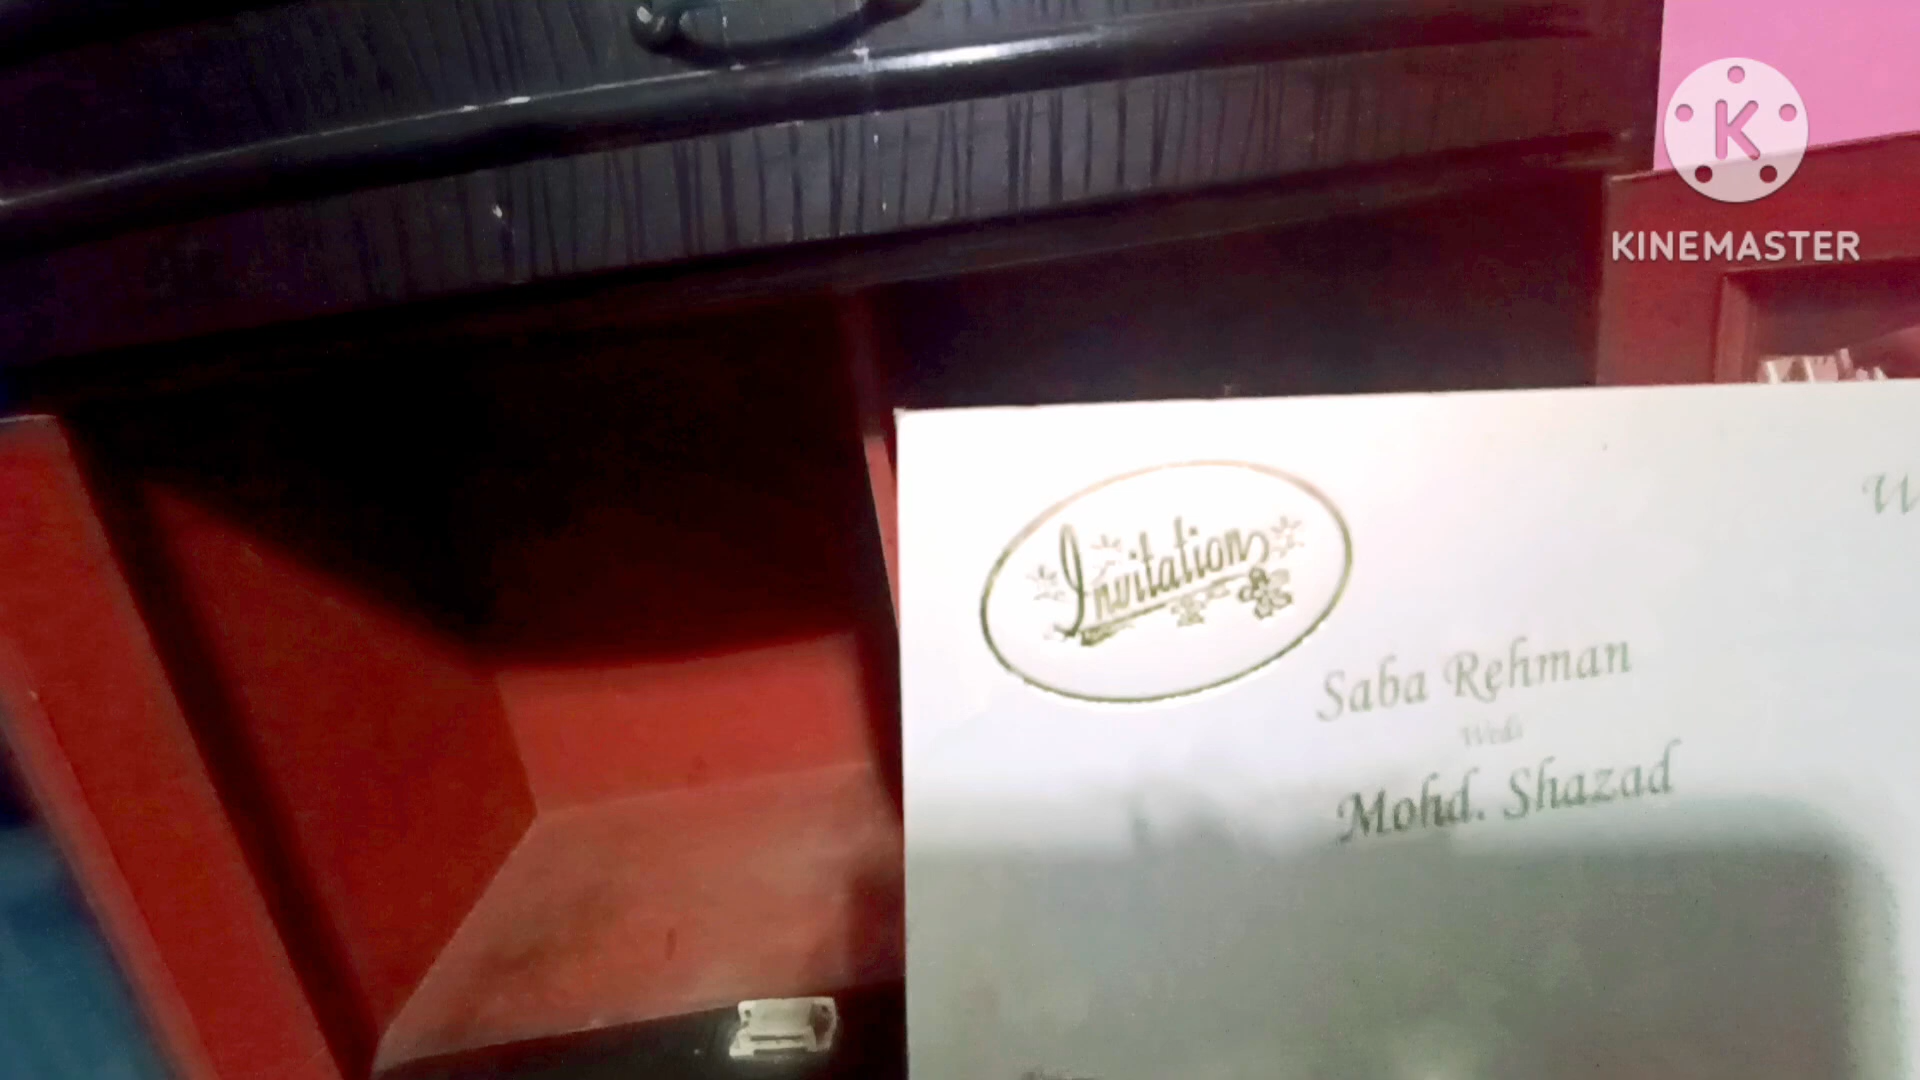 K
KINEMASTER
Invitation
Saba Rehman
Weds
Mohd. Shazad